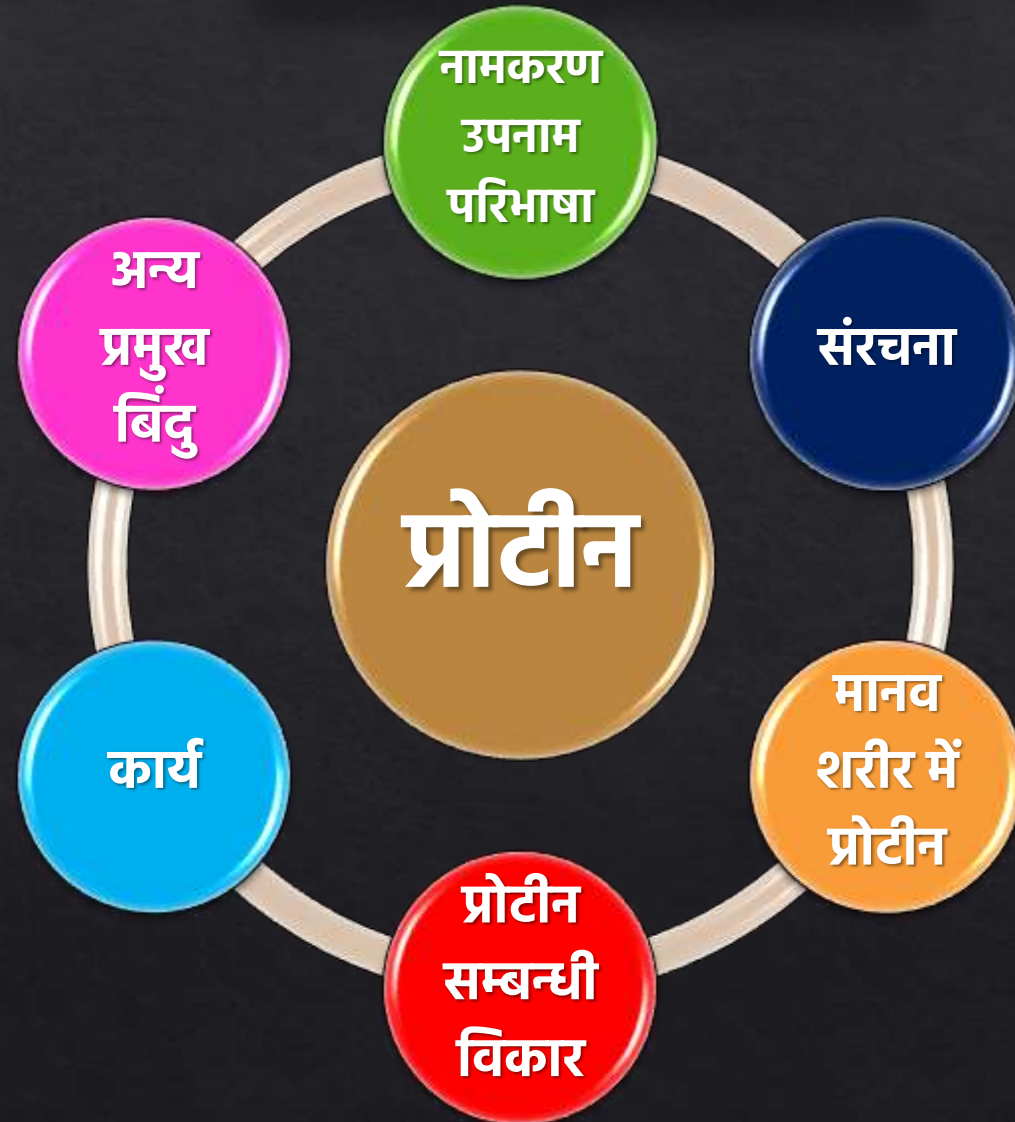 नामकरण
उपनाम
परिभाषा
संरचना
मानव
शरीर में
प्रोटीन
प्रोटीन
सम्बन्धी
विकार
कार्य
अन्य
प्रमुख
बिंदु
प्रोटीन